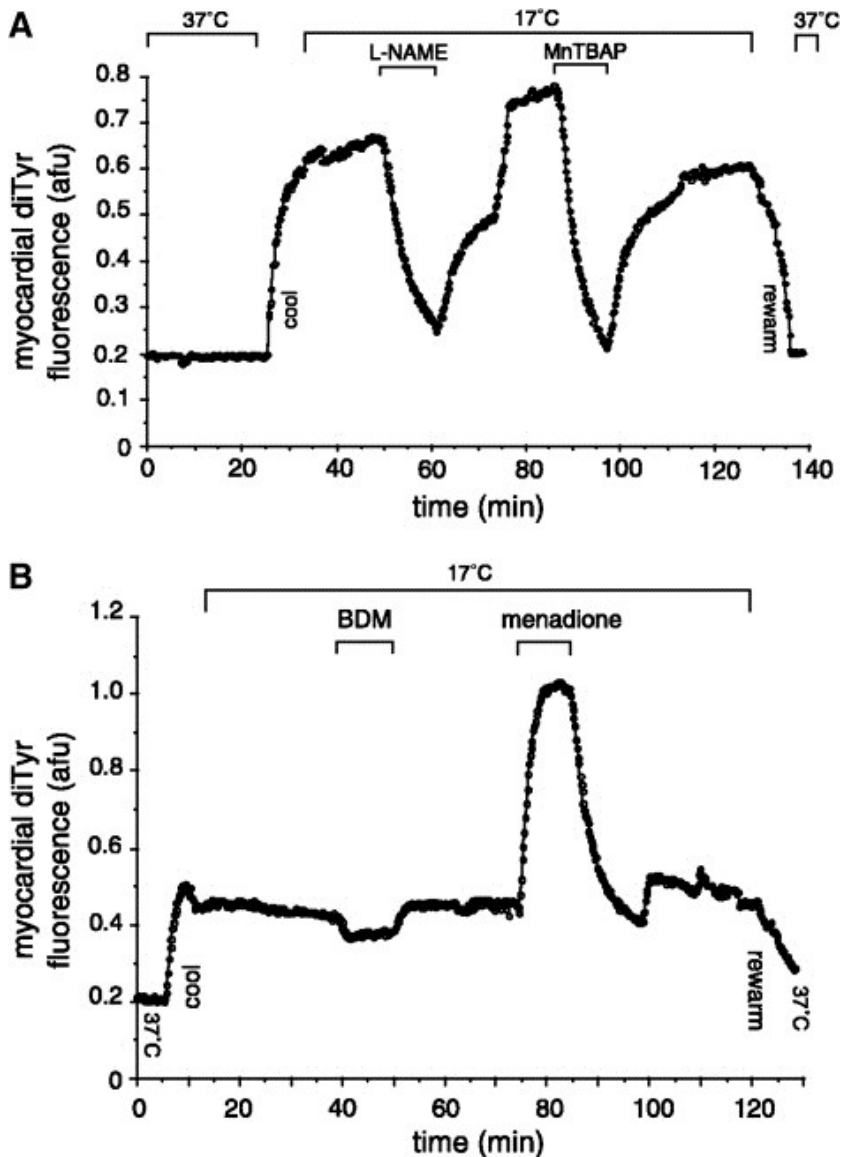 A
37°C
17°C
37°C
L-NAME
MnTBAP
0.8
0.7
0.6
0.5
0.4
0.3
0.2
0.1
0
myocardial diTyr
fluorescence (afu)
cool
rewarm
0
20
40
60
80
100
120
140
time (min)
B
17°C
BDM
menadione
1.2
1.0
0.8
0.6
0.4
0.2
0
myocardial diTyr
fluorescence (afu)
37°C
cool
rewarm
37°C
0
20
40
60
80
100
120
time (min)